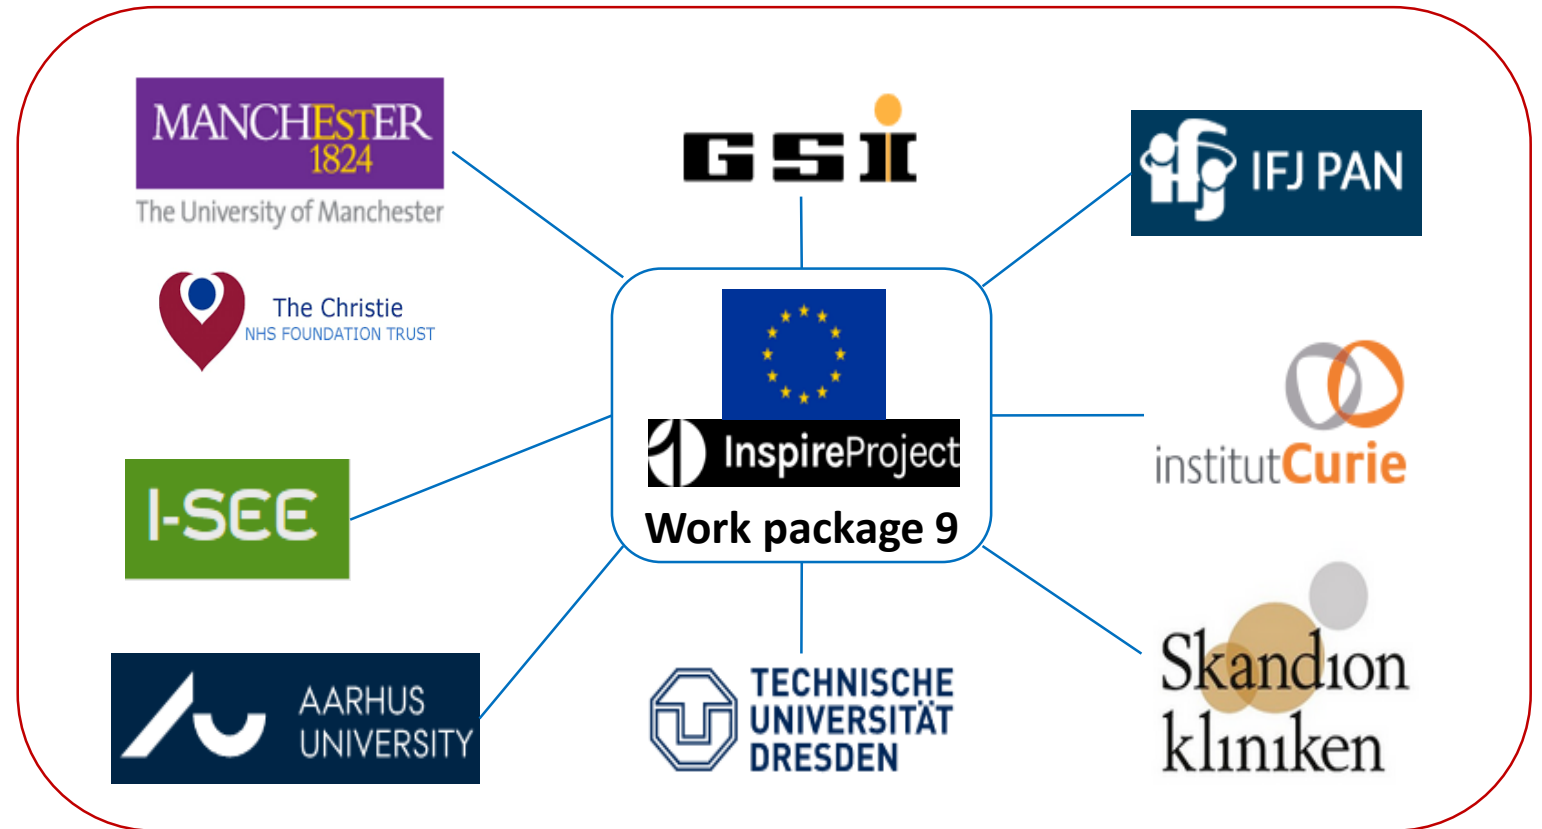 MANCHEStER
1824
The University of Manchester
GSI
ifj IFJ PAN
The Christie
NHS FOUNDATION TRUST
InspireProject
Work package 9
institutCurie
I-SEE
AARHUS
UNIVERSITY
TECHNISCHE
UNIVERSITÄT
DRESDEN
Skandion
kliniken